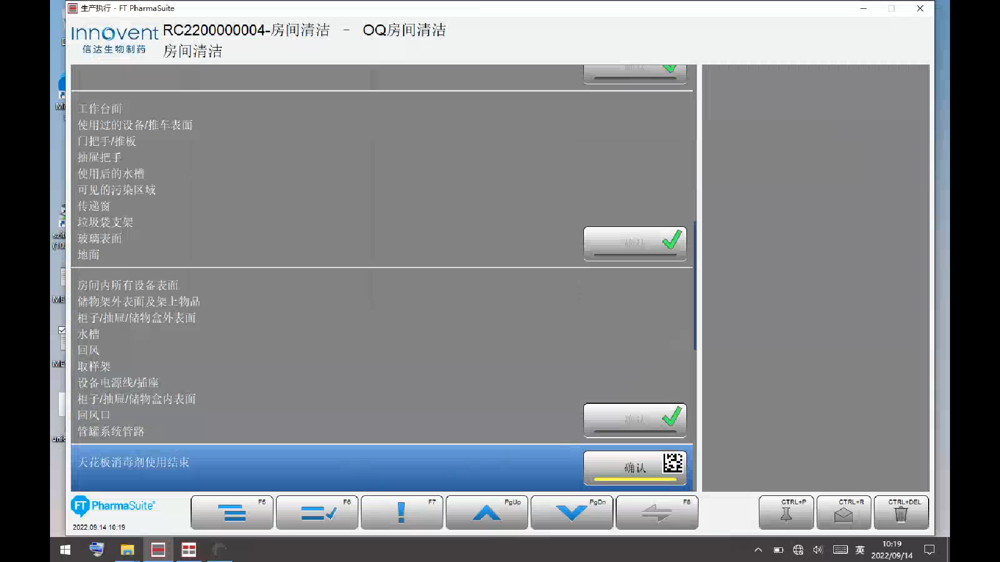 生产执行 - FT PharmaSuite
Innovent
信达生物制药
RC2200000004-房间清洁 - OQ房间清洁
房间清洁
工作台面
使用过的设备/推车表面
门把手/推板
抽屉把手
使用后的水槽
可见的污染区域
传递窗
垃圾袋支架
玻璃表面
地面
确认
房间内所有设备表面
储物架外表面及架上物品
柜子/抽屉/储物盒外表面
水槽
回风
取样架
设备电源线/插座
柜子/抽屉/储物盒内表面
回风口
管罐系统管路
确认
天花板消毒剂使用结束
确认
FT PharmaSuite
2022.09.14 10:19
F5
F6
F7
PgUp
PgDn
F8
CTRL+P
CTRL+R
CTRL+DEL
英
10:19
2022/09/14